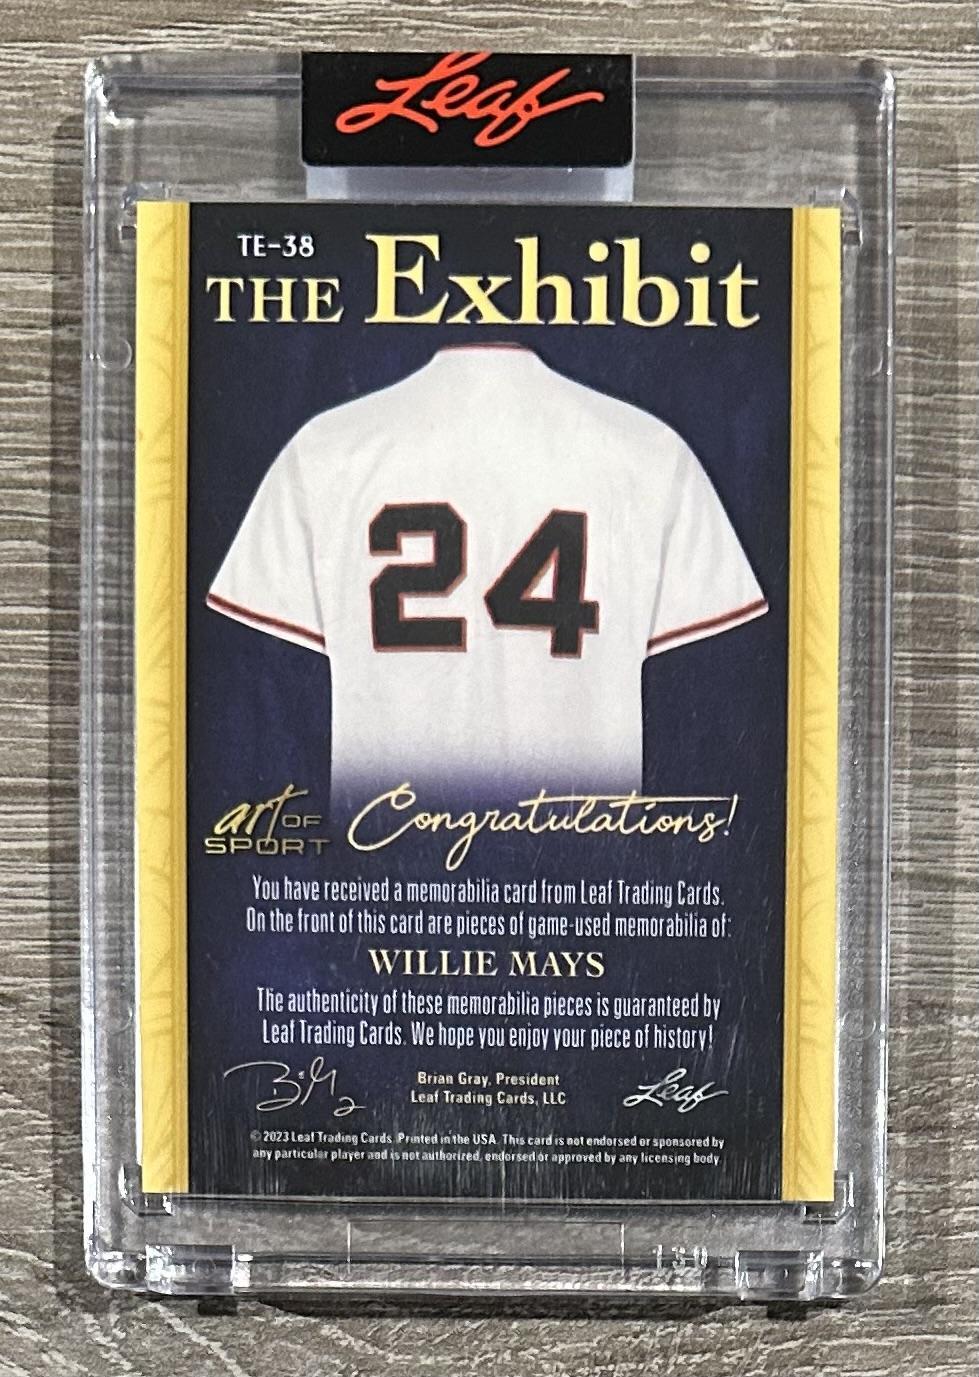 Leaf
TE-38
THE Exhibit
24
art OF
SPORT
Congratulations!
You have received a memorabilia card from Leaf Trading Cards.
On the front of this card are pieces of game-used memorabilia of:
WILLIE MAYS
The authenticity of these memorabilia pieces is guaranteed by
Leaf Trading Cards. We hope you enjoy your piece of history!
Brian Gray, President
Leaf Trading Cards, LLC
Leaf
© 2023 Leaf Trading Cards. Printed in the USA. This card is not endorsed or sponsored by
any particular player and is not authorized, endorsed or approved by any licensing body.